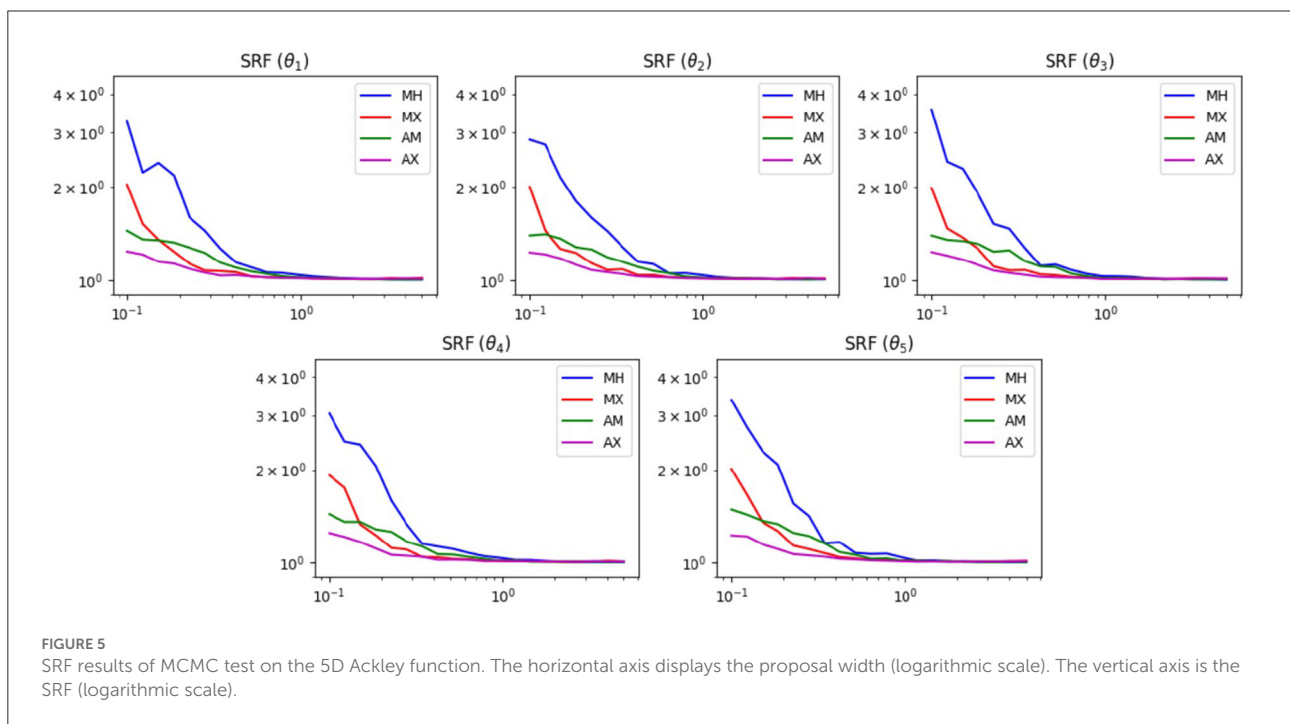 SRF (θ₁)
4 × 10⁰
3 × 10⁰
2 × 10⁰
10⁰
10⁻¹
10⁰
MH
MX
AM
AX
SRF (θ₂)
4 × 10⁰
3 × 10⁰
2 × 10⁰
10⁰
10⁻¹
10⁰
MH
MX
AM
AX
SRF (θ₃)
4 × 10⁰
3 × 10⁰
2 × 10⁰
10⁰
10⁻¹
10⁰
MH
MX
AM
AX
SRF (θ₄)
4 × 10⁰
3 × 10⁰
2 × 10⁰
10⁰
10⁻¹
10⁰
MH
MX
AM
AX
SRF (θ₅)
4 × 10⁰
3 × 10⁰
2 × 10⁰
10⁰
10⁻¹
10⁰
MH
MX
AM
AX
FIGURE 5
SRF results of MCMC test on the 5D Ackley function. The horizontal axis displays the proposal width (logarithmic scale). The vertical axis is the
SRF (logarithmic scale).